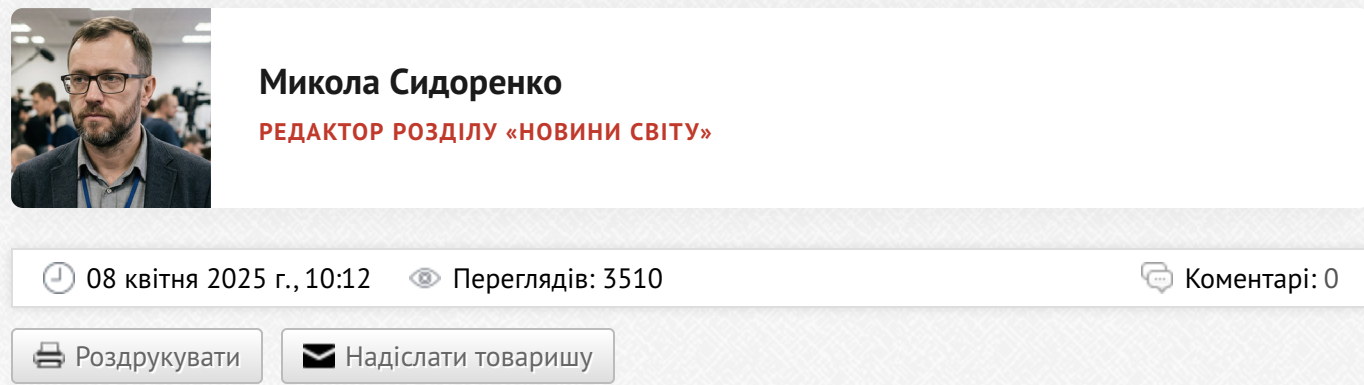 Микола Сидоренко
РЕДАКТОР РОЗДІЛУ «НОВИНИ СВІТУ»
08 квітня 2025 г., 10:12 Переглядів: 3510 Коментарі: 0
Роздрукувати Надіслати товаришу